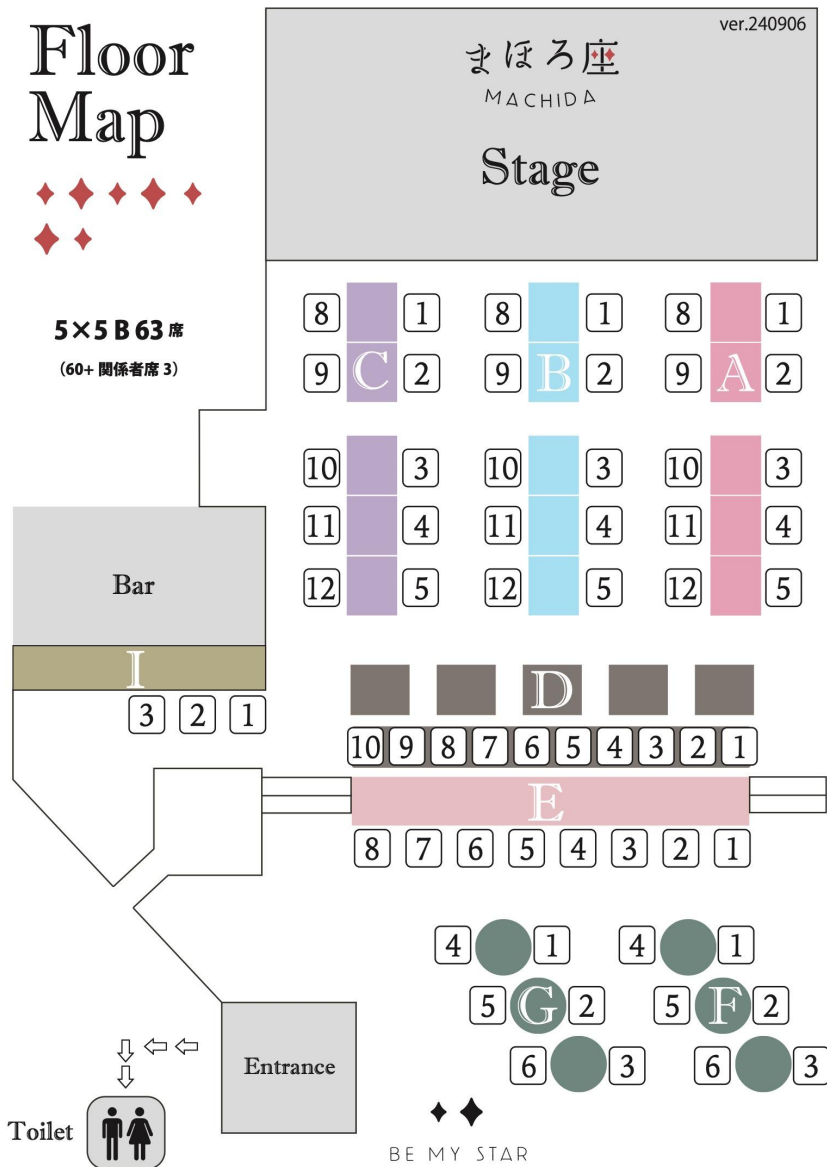 Floor
Map
ver.240906
まほろ座
MACHIDA
Stage
5×5 B 63 席
(60+ 関係者席 3)
8 1 8 1 8 1
9 C 2 9 B 2 9 A 2
10 3 10 3 10 3
11 4 11 4 11 4
12 5 12 5 12 5
Bar
I
3 2 1
D
10 9 8 7 6 5 4 3 2 1
E
8 7 6 5 4 3 2 1
4 1 4 1
5 G 2 5 F 2
6 3 6 3
Entrance
Toilet
BE MY STAR